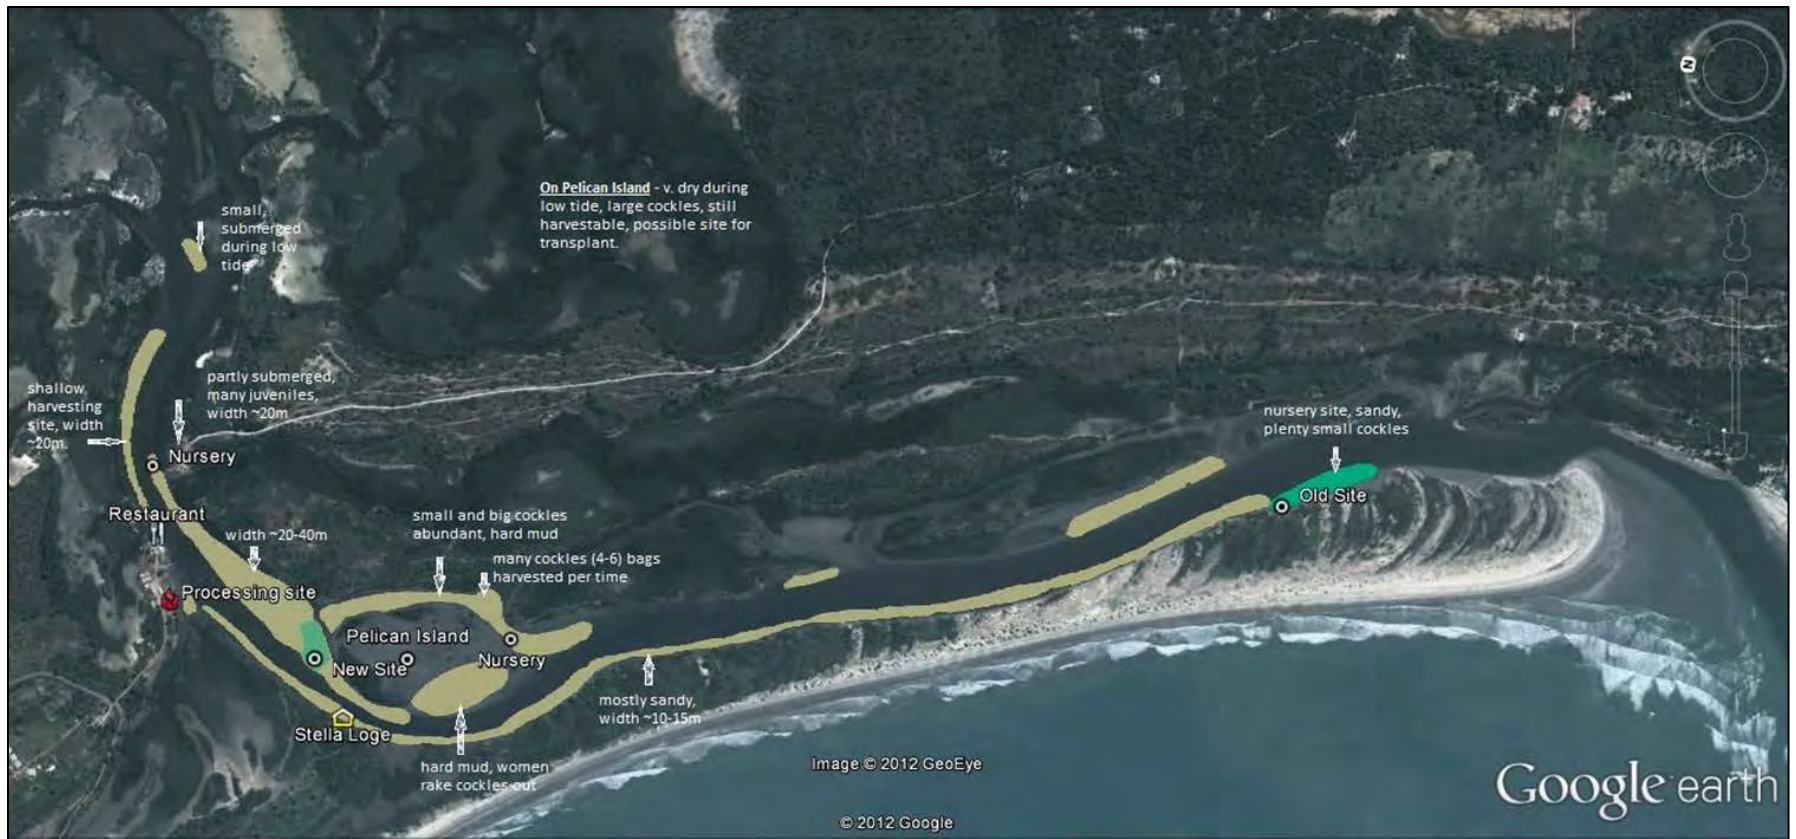 N
On Pelican Island - v. dry during
low tide, large cockles, still
harvestable, possible site for
transplant.
small,
submerged
during low
tide
shallow,
harvesting
site, width
~20m.
partly submerged,
many juveniles,
width ~20m
Nursery
Restaurant
width ~20-40m
Processing site
small and big cockles
abundant, hard mud
many cockles (4-6) bags
harvested per time
nursery site, sandy,
plenty small cockles
Old Site
Pelican Island
Nursery
New Site
Stella Loge
mostly sandy,
width ~10-15m
hard mud, women
rake cockles out
Image © 2012 GeoEye
© 2012 Google
Google earth